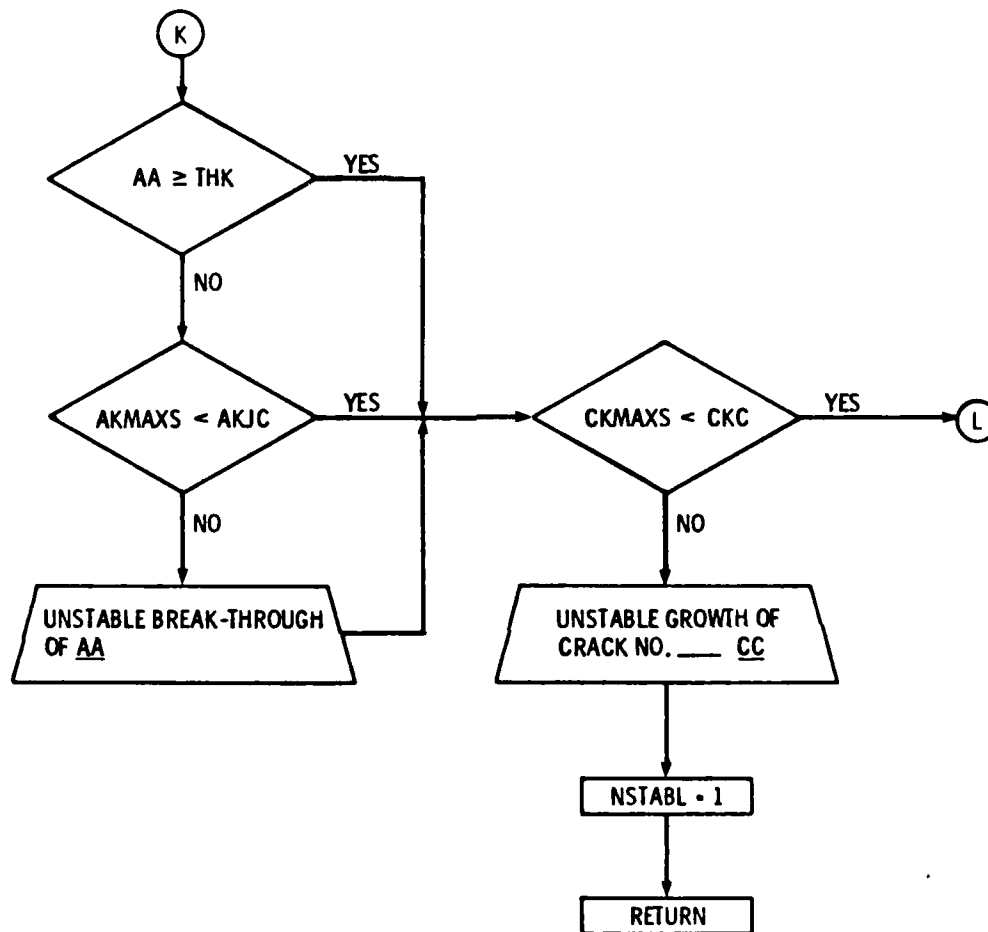 K
AA ≥ THK
YES
NO
AKMAXS < AKJC
YES
NO
UNSTABLE BREAK-THROUGH
OF AA
CKMAXS < CKC
YES
L
NO
UNSTABLE GROWTH OF
CRACK NO. ___ CC
NSTABL = 1
RETURN